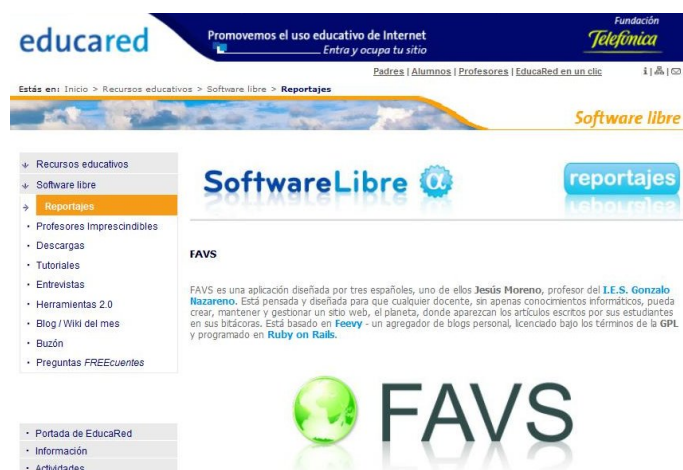 educared
Promovemos el uso educativo de Internet
Entra y ocupa tu sitio
Fundación
Telefónica
Padres | Alumnos | Profesores | EducaRed en un clic
Estás en: Inicio > Recursos educativos > Software libre > Reportajes
Software libre
Recursos educativos
Software libre
Reportajes
Profesores Imprescindibles
Descargas
Tutoriales
Entrevistas
Herramientas 2.0
Blog / Wiki del mes
Buzón
Preguntas FREEcuentes
Portada de EducaRed
Información
Actividades
SoftwareLibre α
reportajes
FAVS
FAVS es una aplicación diseñada por tres españoles, uno de ellos Jesús Moreno, profesor del I.E.S. Gonzalo
Nazareno. Está pensada y diseñada para que cualquier docente, sin apenas conocimientos informáticos, pueda
crear, mantener y gestionar un sitio web, el planeta, donde aparezcan los artículos escritos por sus estudiantes
en sus bitácoras. Está basado en Feevy - un agregador de blogs personal, licenciado bajo los términos de la GPL
y programado en Ruby on Rails.
FAVS